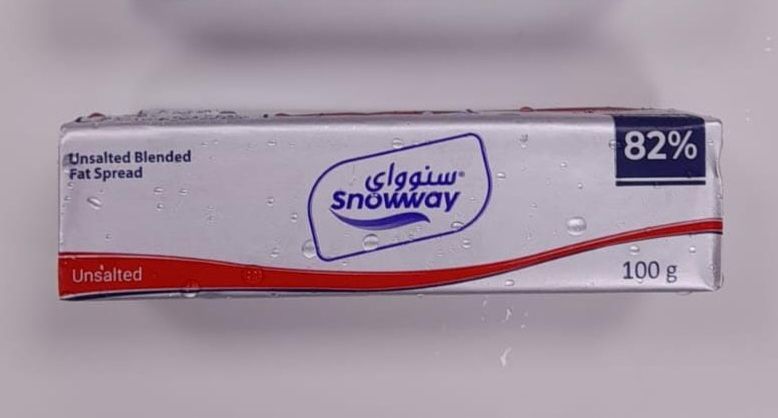 Unsalted Blended
Fat Spread
سنوواي
Snowway
82%
Unsalted
100 g